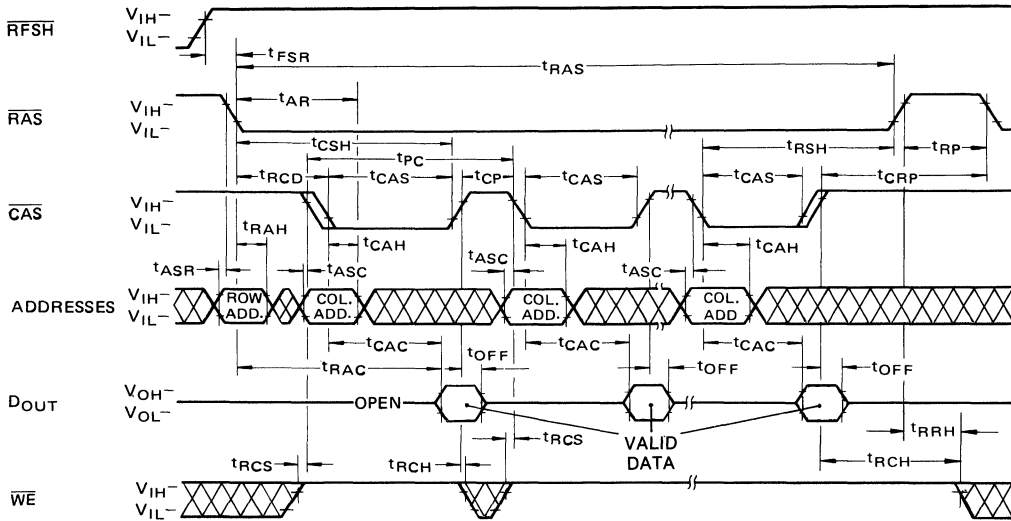 RFSH VIH–
VIL–
tFSR
tRAS
tAR
RAS VIH–
VIL–
tCSH
tRSH
tRP
tPC
tRCD
tCAS
tCP
tCAS
tCAS
tCRP
CAS VIH–
VIL–
tRAH
tCAH
tCAH
tCAH
tASR
tASC
tASC
tASC
ADDRESSES VIH–
VIL–
ROW ADD.
COL. ADD.
COL. ADD.
COL. ADD
tCAC
tCAC
tCAC
tRAC
tOFF
tOFF
tOFF
DOUT VOH–
VOL–
OPEN
VALID
DATA
tRCS
tRRH
tRCS
tRCH
tRCH
WE VIH–
VIL–